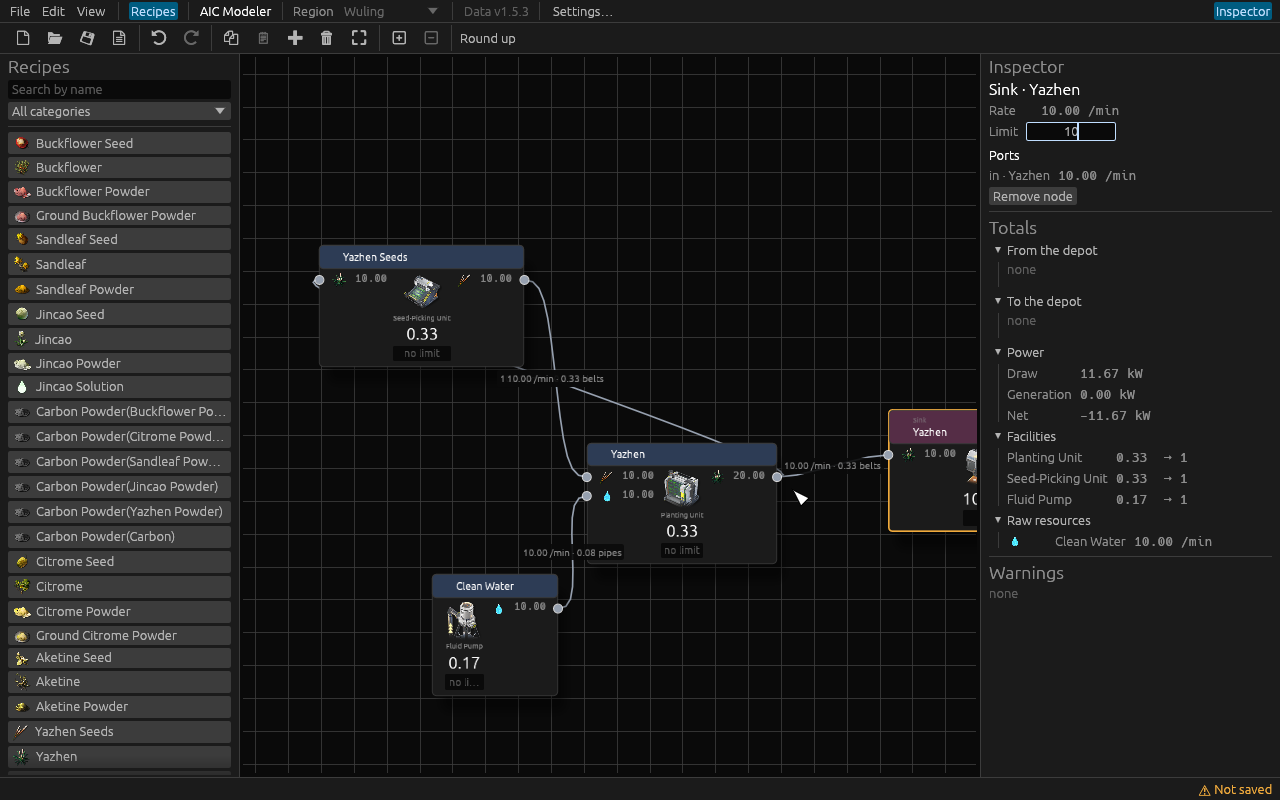 File Edit View Recipes AIC Modeler Region Wuling Data v1.5.3 Settings… Inspector
Round up
Recipes
Search by name
All categories
Buckflower Seed
Buckflower
Buckflower Powder
Ground Buckflower Powder
Sandleaf Seed
Sandleaf
Sandleaf Powder
Jincao Seed
Jincao
Jincao Powder
Jincao Solution
Carbon Powder(Buckflower Po…
Carbon Powder(Citrome Powd…
Carbon Powder(Sandleaf Pow…
Carbon Powder(Jincao Powder)
Carbon Powder(Yazhen Powder)
Carbon Powder(Carbon)
Citrome Seed
Citrome
Citrome Powder
Ground Citrome Powder
Aketine Seed
Aketine
Aketine Powder
Yazhen Seeds
Yazhen
Yazhen Seeds
10.00 10.00
Seed-Picking Unit
0.33
no limit
10.00 /min · 0.33 belts
Yazhen
10.00 20.00
10.00
Planting Unit
0.33
no limit
10.00 /min · 0.33 belts
10.00 /min · 0.08 pipes
Clean Water
10.00
Fluid Pump
0.17
no li…
sink
Yazhen
10.00
10
Inspector
Sink · Yazhen
Rate 10.00 /min
Limit 10
Ports
in · Yazhen 10.00 /min
Remove node
Totals
From the depot
none
To the depot
none
Power
Draw 11.67 kW
Generation 0.00 kW
Net −11.67 kW
Facilities
Planting Unit 0.33 → 1
Seed-Picking Unit 0.33 → 1
Fluid Pump 0.17 → 1
Raw resources
Clean Water 10.00 /min
Warnings
none
⚠ Not saved